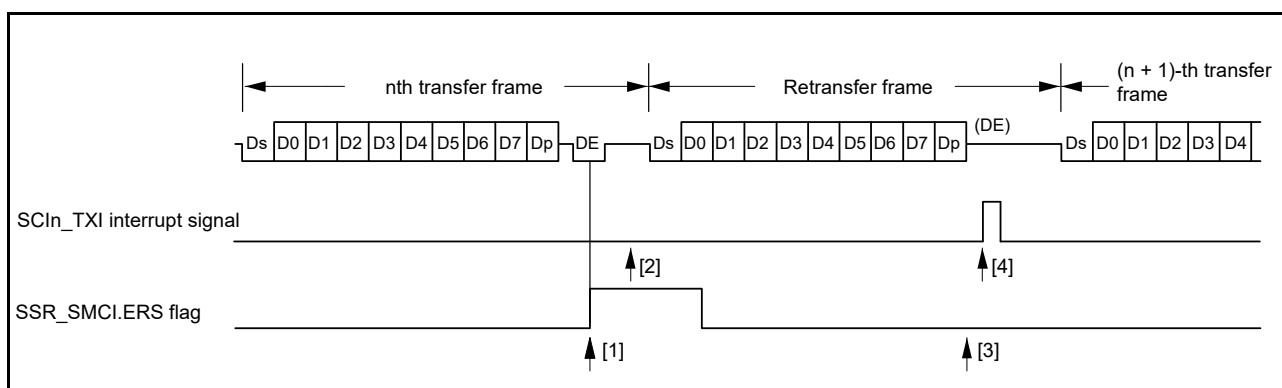 nth transfer frame Retransfer frame (n + 1)-th transfer
frame
Ds D0 D1 D2 D3 D4 D5 D6 D7 Dp DE Ds D0 D1 D2 D3 D4 D5 D6 D7 Dp (DE) Ds D0 D1 D2 D3 D4
SCIn_TXI interrupt signal
[2] [4]
SSR_SMCI.ERS flag
[1] [3]